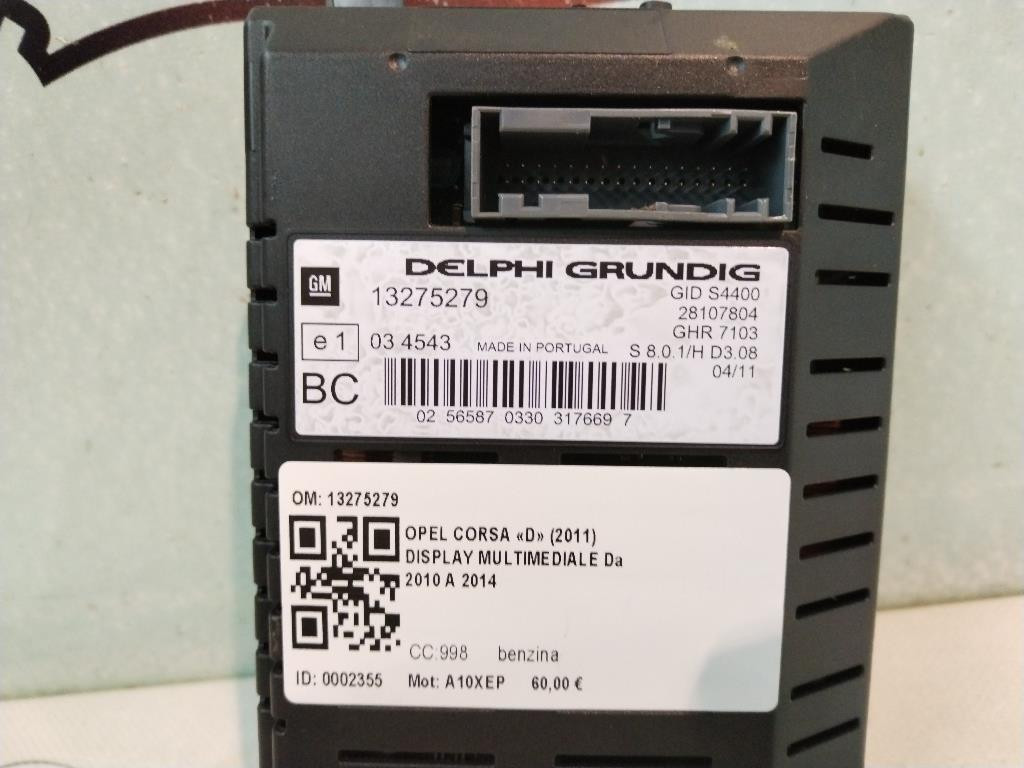 DELPHI GRUNDIG
GM
13275279
GID S4400
28107804
GHR 7103
e1
03 4543
MADE IN PORTUGAL
S 8.0.1/H D3.08
04/11
BC
02 56587 0330 317669 7
OM: 13275279
OPEL CORSA «D» (2011)
DISPLAY MULTIMEDIALE Da
2010 A 2014
CC:998 benzina
ID: 0002355 Mot: A10XEP 60,00 €